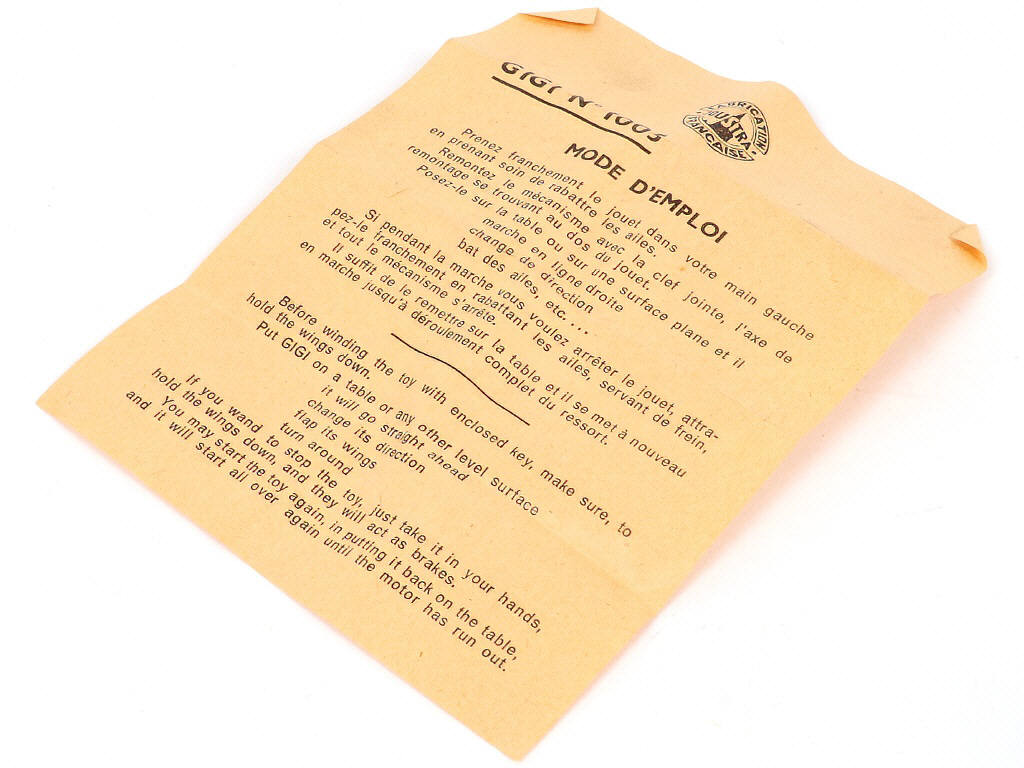 GIGI N° 1003
FABRICATION
JOUSTRA
FRANÇAISE
MODE D'EMPLOI
Prenez franchement le jouet dans votre main gauche
en prenant soin de rabattre les ailes.
Remontez le mécanisme avec la clef jointe, l'axe de
remontage se trouvant au dos du jouet.
Posez-le sur la table ou sur une surface plane et il
marche en ligne droite
change de direction
bat des ailes, etc....
Si pendant la marche vous voulez arrêter le jouet, attra-
pez-le franchement en rabattant les ailes, servant de frein,
et tout le mécanisme s'arrête.
Il suffit de le remettre sur la table et il se met à nouveau
en marche jusqu'à déroulement complet du ressort.
Before winding the toy with enclosed key, make sure, to
hold the wings down.
Put GIGI on a table or any other level surface
it will go straight ahead
change its direction
flap its wings
turn around
If you wand to stop the toy, just take it in your hands,
hold the wings down, and they will act as brakes.
You may start the toy again, in putting it back on the table,
and it will start all over again until the motor has run out.